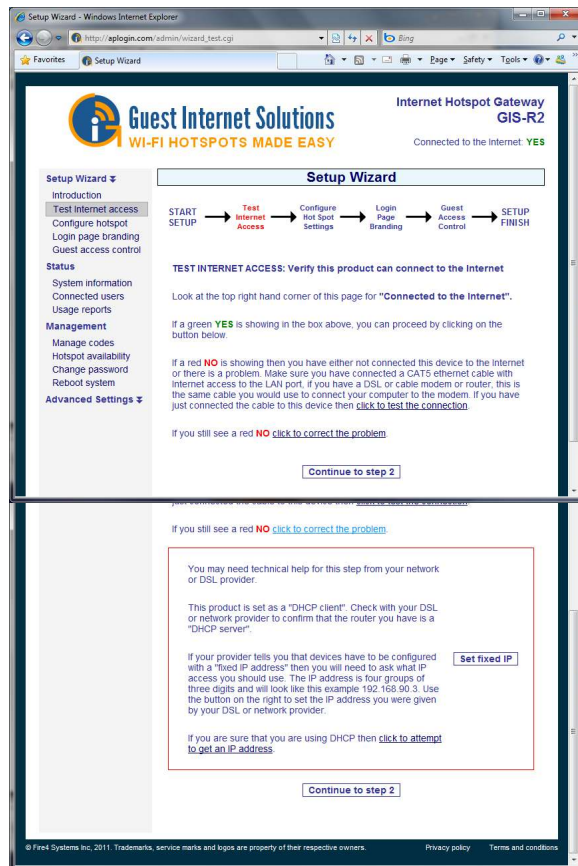 Setup Wizard - Windows Internet Explorer
http://aplogin.com/admin/wizard_test.cgi
Bing
Favorites
Setup Wizard
Page
Safety
Tools
Guest Internet Solutions
WI-FI HOTSPOTS MADE EASY
Internet Hotspot Gateway
GIS-R2
Connected to the Internet: YES
Setup Wizard
Introduction
Test Internet access
Configure hotspot
Login page branding
Guest access control
Status
System information
Connected users
Usage reports
Management
Manage codes
Hotspot availability
Change password
Reboot system
Advanced Settings
Setup Wizard
START
SETUP
Test
Internet
Access
Configure
Hot Spot
Settings
Login
Page
Branding
Guest
Access
Control
SETUP
FINISH
TEST INTERNET ACCESS: Verify this product can connect to the Internet
Look at the top right hand corner of this page for "Connected to the Internet".
If a green YES is showing in the box above, you can proceed by clicking on the
button below.
If a red NO is showing then you have either not connected this device to the Internet
or there is a problem. Make sure you have connected a CAT5 ethernet cable with
Internet access to the LAN port, if you have a DSL or cable modem or router, this is
the same cable you would use to connect your computer to the modem. If you have
just connected the cable to this device then click to test the connection.
If you still see a red NO click to correct the problem.
Continue to step 2
just connected the cable to this device then click to test the connection.
If you still see a red NO click to correct the problem.
You may need technical help for this step from your network
or DSL provider.
This product is set as a "DHCP client". Check with your DSL
or network provider to confirm that the router you have is a
"DHCP server".
If your provider tells you that devices have to be configured
with a "fixed IP address" then you will need to ask what IP
access you should use. The IP address is four groups of
three digits and will look like this example 192.168.90.3. Use
the button on the right to set the IP address you were given
by your DSL or network provider.
Set fixed IP
If you are sure that you are using DHCP then click to attempt
to get an IP address.
Continue to step 2
© Fire4 Systems Inc, 2011. Trademarks, service marks and logos are property of their respective owners.
Privacy policy
Terms and conditions